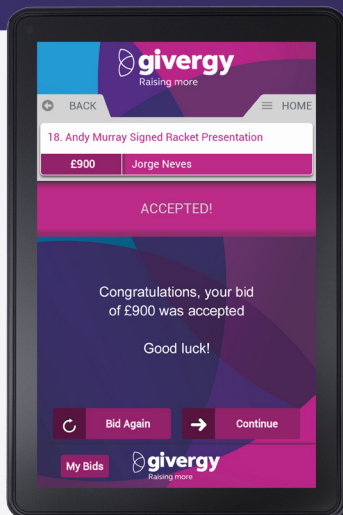 givergy
Raising more
BACK
HOME
18. Andy Murray Signed Racket Presentation
£900
Jorge Neves
ACCEPTED!
Congratulations, your bid
of £900 was accepted
Good luck!
Bid Again
Continue
My Bids
givergy
Raising more